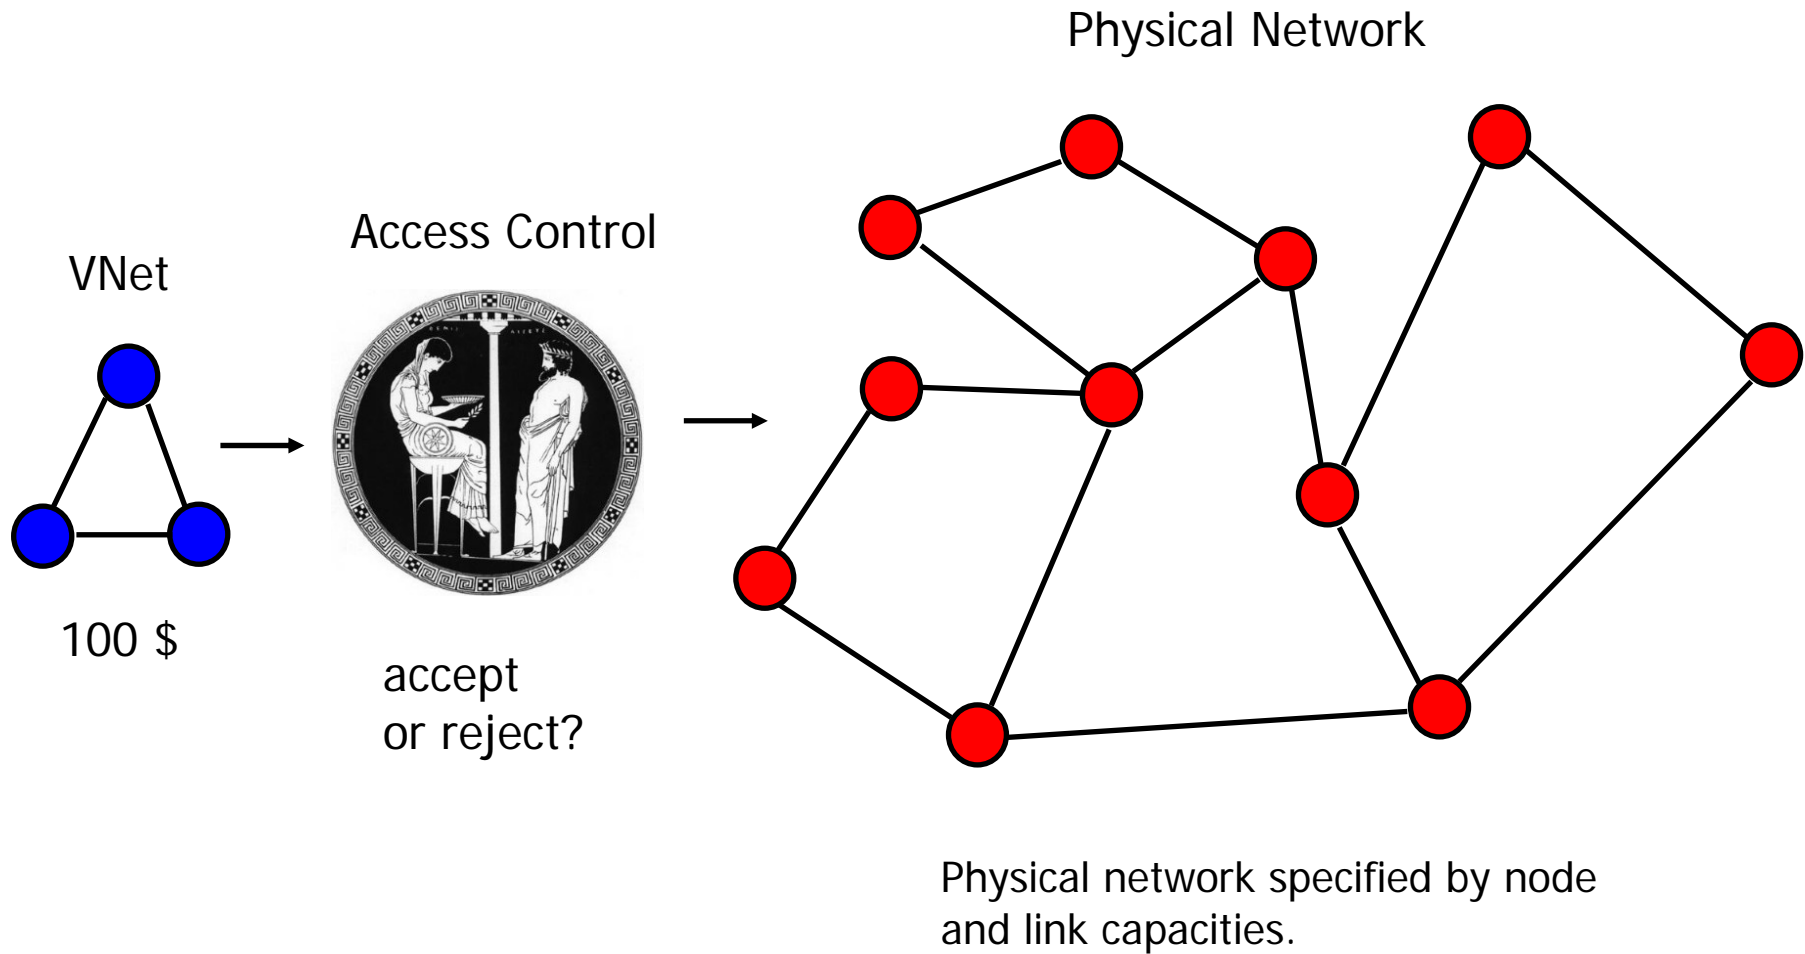 Physical Network
Access Control
VNet
100 $
accept
or reject?
Physical network specified by node
and link capacities.